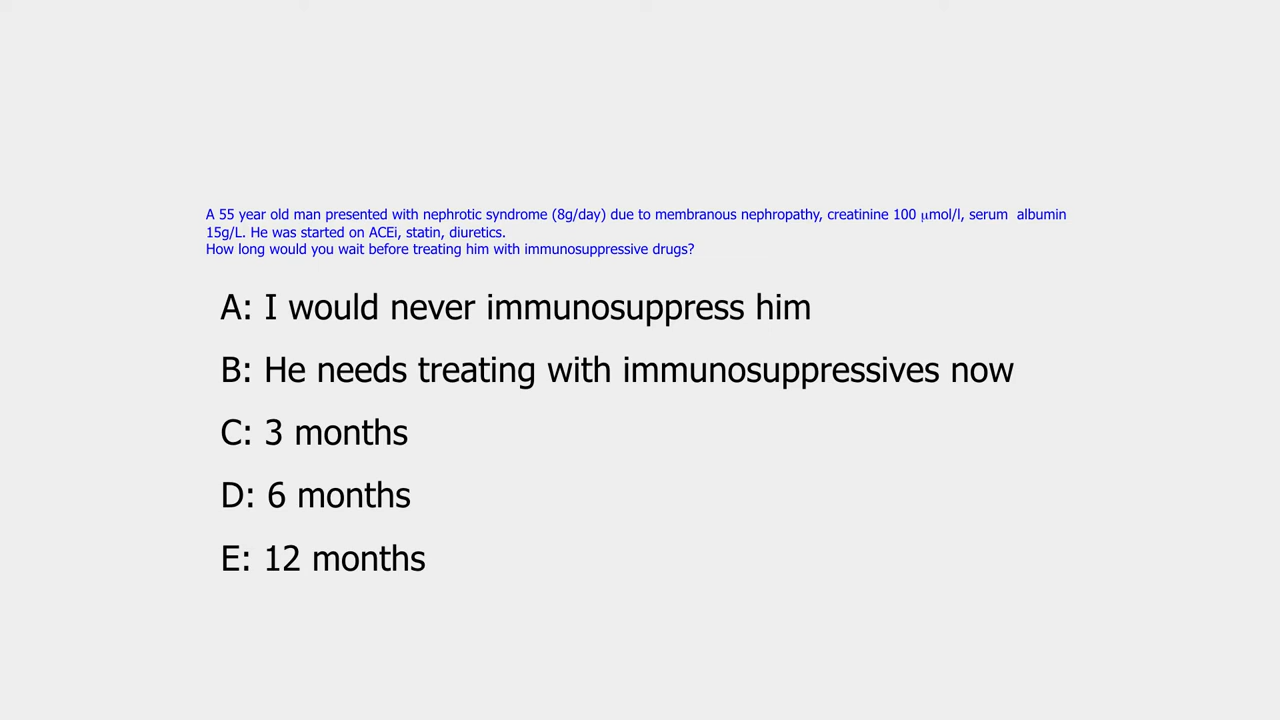 A 55 year old man presented with nephrotic syndrome (8g/day) due to membranous nephropathy, creatinine 100 μmol/l, serum  albumin
15g/L. He was started on ACEi, statin, diuretics.
How long would you wait before treating him with immunosuppressive drugs?
A: I would never immunosuppress him
B: He needs treating with immunosuppressives now
C: 3 months
D: 6 months
E: 12 months